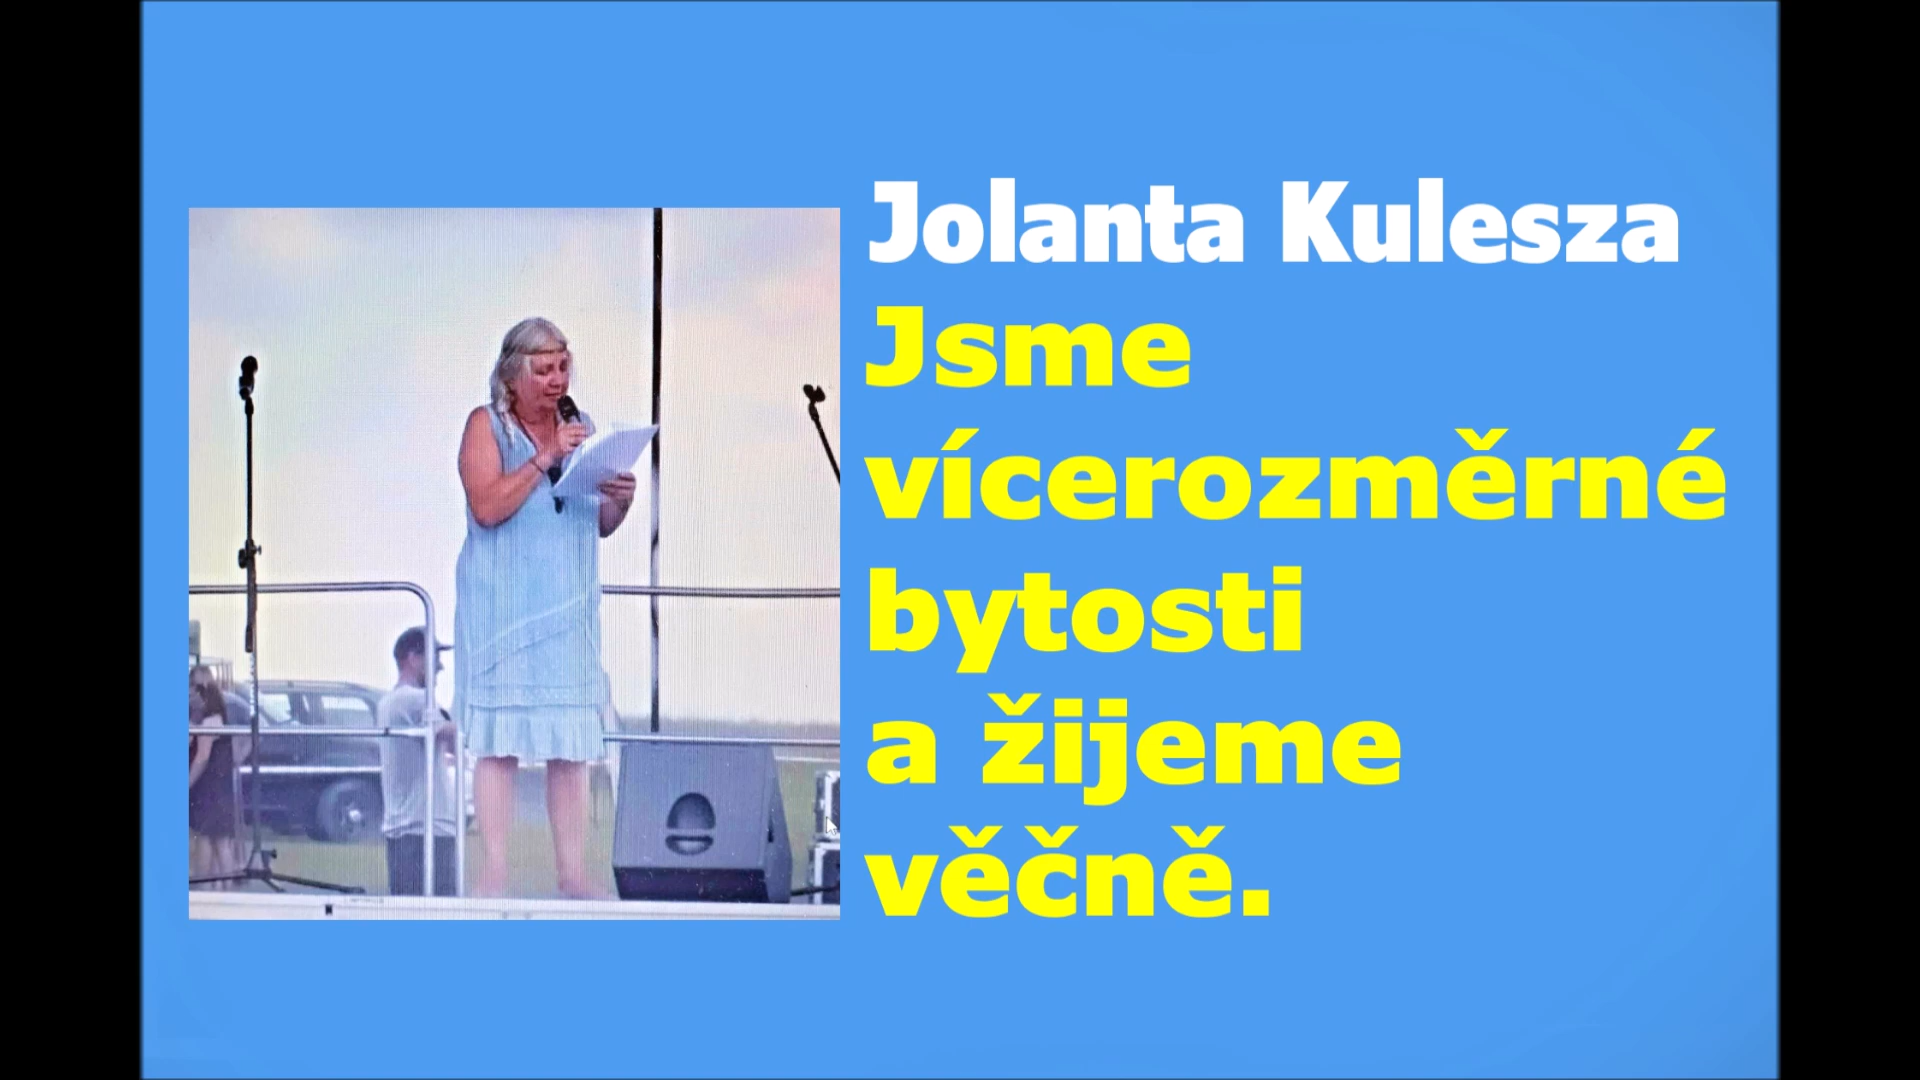 Jolanta Kulesza
Jsme
vícerozměrné
bytosti
a žijeme
věčně.